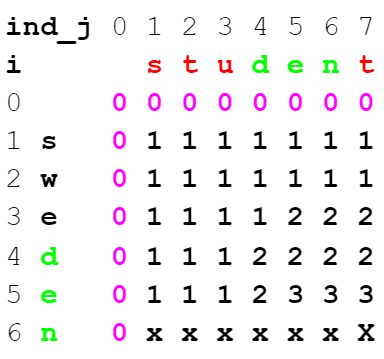 ind_j 0 1 2 3 4 5 6 7
i s t u d e n t
0 0 0 0 0 0 0 0 0 0
1 s 0 1 1 1 1 1 1 1
2 w 0 1 1 1 1 1 1 1
3 e 0 1 1 1 1 2 2 2
4 d 0 1 1 1 2 2 2 2
5 e 0 1 1 1 2 3 3 3
6 n 0 x x x x x x X